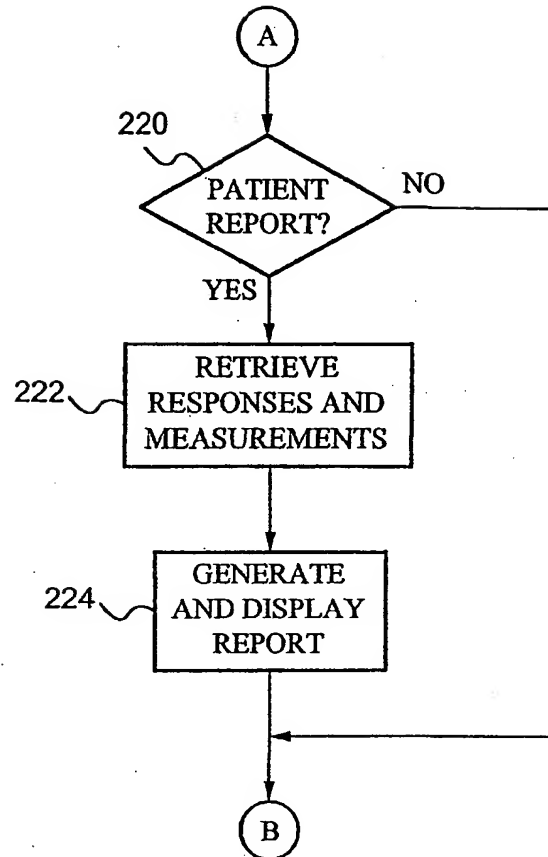 A
220
PATIENT
REPORT?
NO
YES
222
RETRIEVE
RESPONSES AND
MEASUREMENTS
224
GENERATE
AND DISPLAY
REPORT
B